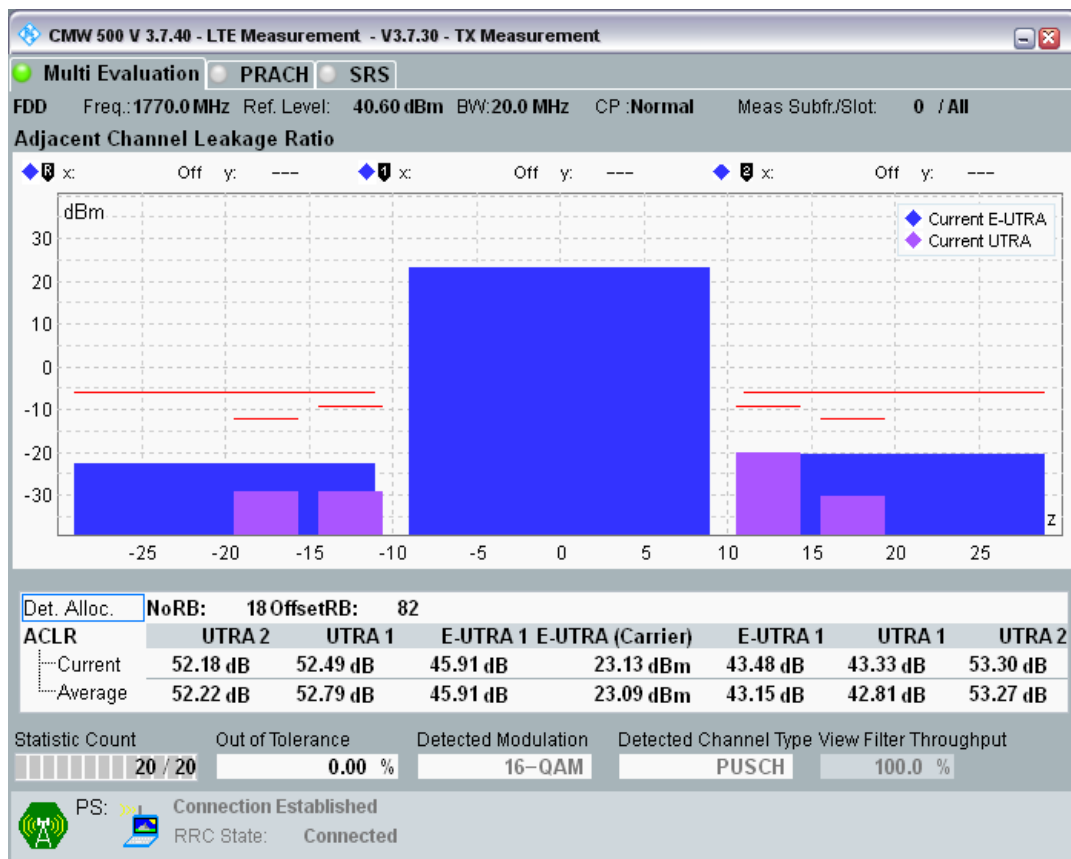 CMW 500 V 3.7.40 - LTE Measurement - V3.7.30 - TX Measurement
Multi Evaluation PRACH SRS
FDD Freq.:1770.0 MHz Ref. Level: 40.60 dBm BW:20.0 MHz CP :Normal Meas Subfr./Slot: 0 / All
Adjacent Channel Leakage Ratio
R x: Off y: --- 1 x: Off y: --- 2 x: Off y: ---
dBm
Current E-UTRA
Current UTRA
30
20
10
0
-10
-20
-30
z
-25 -20 -15 -10 -5 0 5 10 15 20 25
Det. Alloc. NoRB: 18 OffsetRB: 82
ACLR UTRA 2 UTRA 1 E-UTRA 1 E-UTRA (Carrier) E-UTRA 1 UTRA 1 UTRA 2
Current 52.18 dB 52.49 dB 45.91 dB 23.13 dBm 43.48 dB 43.33 dB 53.30 dB
Average 52.22 dB 52.79 dB 45.91 dB 23.09 dBm 43.15 dB 42.81 dB 53.27 dB
Statistic Count Out of Tolerance Detected Modulation Detected Channel Type View Filter Throughput
20 / 20 0.00 % 16-QAM PUSCH 100.0 %
PS: Connection Established
RRC State: Connected